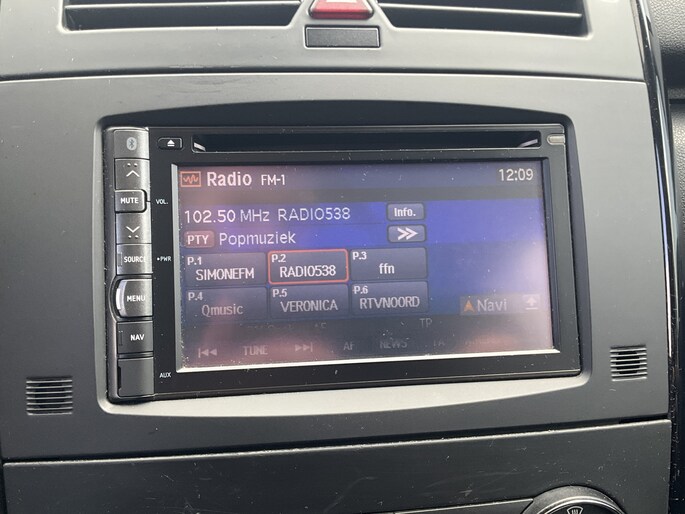 Radio FM-1 12:09
102.50 MHz RADIO538 Info.
PTY Popmuziek
P.1 SIMONEFM P.2 RADIO538 P.3 ffn
P.4 Qmusic P.5 VERONICA P.6 RTVNOORD
Navi
TP
TUNE AF NEWS TA
MUTE
VOL.
SOURCE
PWR
MENU
NAV
AUX